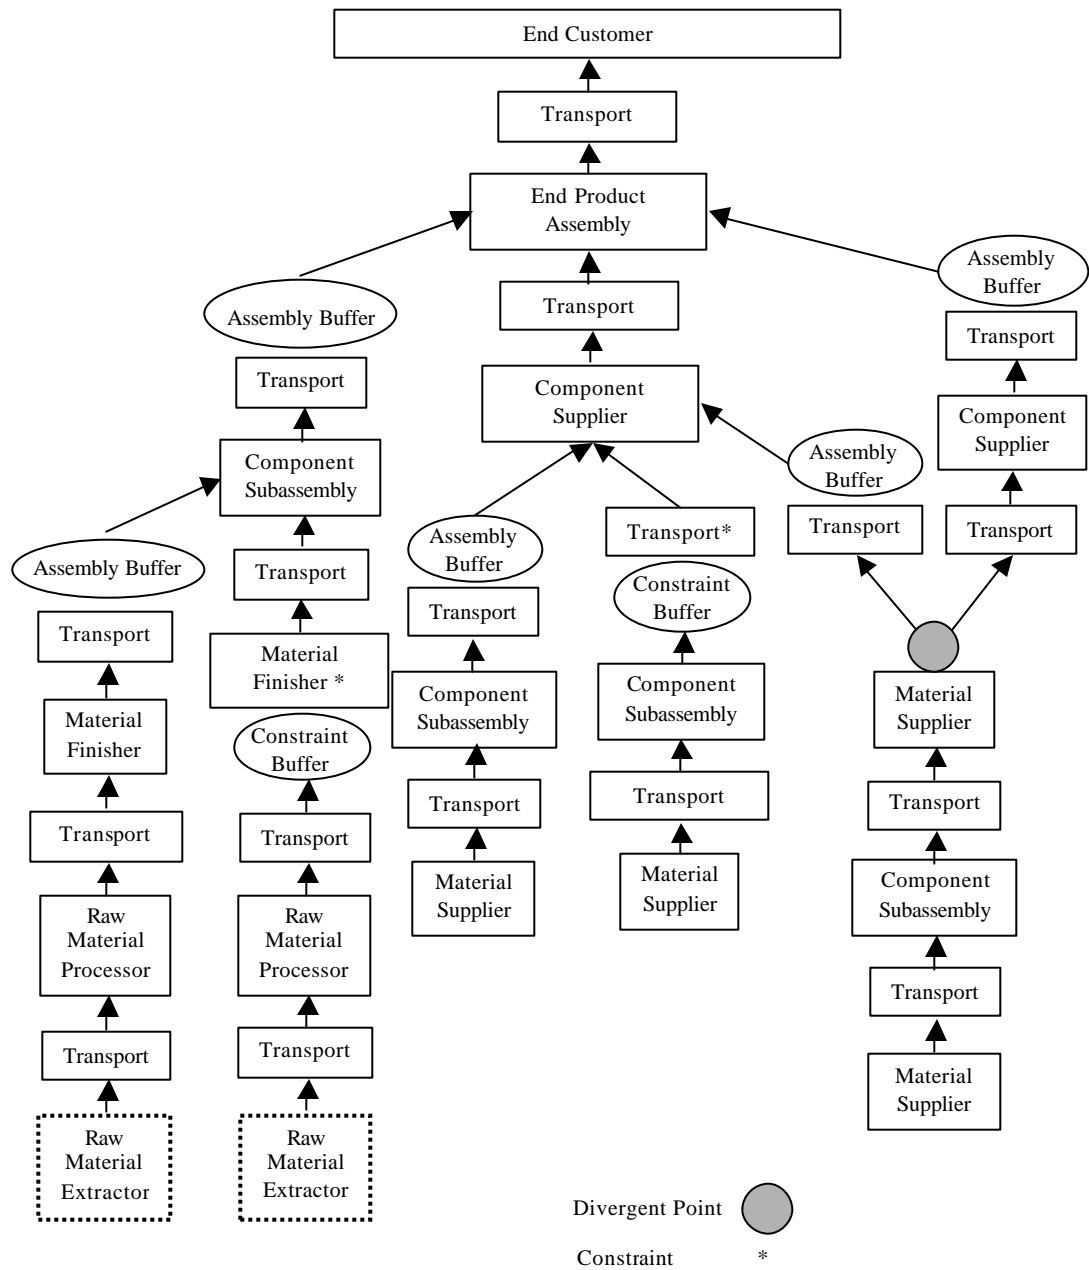 End Customer
Transport
End Product
Assembly
Assembly
Buffer
Assembly Buffer
Transport
Transport
Transport
Component
Supplier
Component
Supplier
Component
Subassembly
Assembly
Buffer
Assembly
Buffer
Transport*
Transport
Transport
Assembly Buffer
Transport
Constraint
Buffer
Transport
Transport
Material
Finisher *
Component
Subassembly
Component
Subassembly
Material
Supplier
Material
Finisher
Constraint
Buffer
Transport
Transport
Transport
Transport
Transport
Material
Supplier
Material
Supplier
Component
Subassembly
Raw
Material
Processor
Raw
Material
Processor
Transport
Transport
Transport
Material
Supplier
Raw
Material
Extractor
Raw
Material
Extractor
Divergent Point
Constraint *